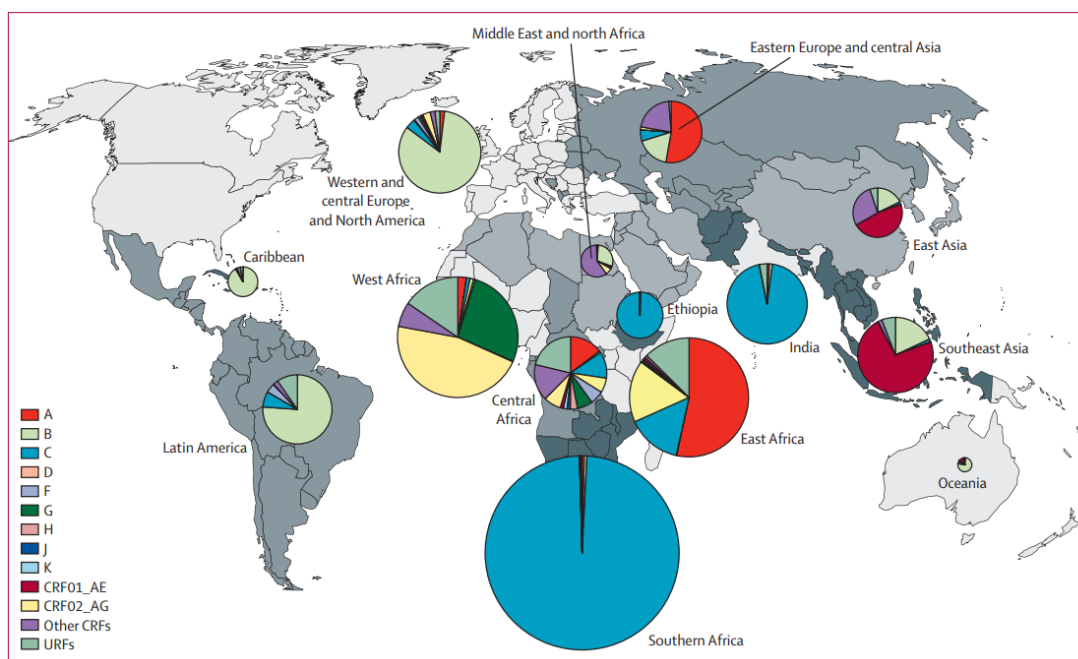 Middle East and north Africa
Eastern Europe and central Asia
Western and
central Europe
and North America
East Asia
Caribbean
West Africa
Ethiopia
India
Southeast Asia
Central
Africa
East Africa
Latin America
Oceania
Southern Africa
A
B
C
D
F
G
H
J
K
CRF01_AE
CRF02_AG
Other CRFs
URFs